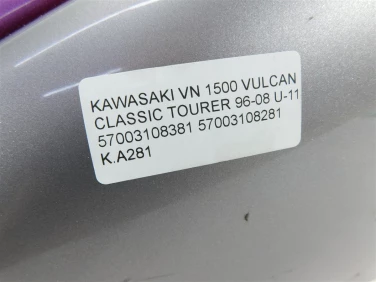 KAWASAKI VN 1500 VULCAN
CLASSIC TOURER 96-08 U-11
57003108381 57003108281
K.A281